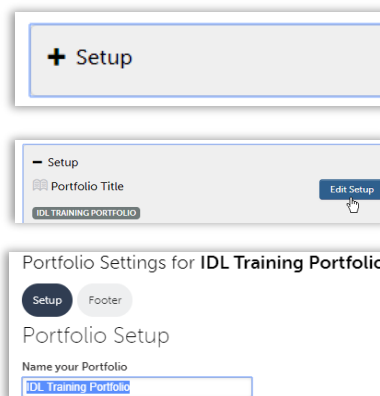 + Setup
− Setup
Portfolio Title
Edit Setup
IDL TRAINING PORTFOLIO
Portfolio Settings for IDL Training Portfolio
Setup Footer
Portfolio Setup
Name your Portfolio
IDL Training Portfolio